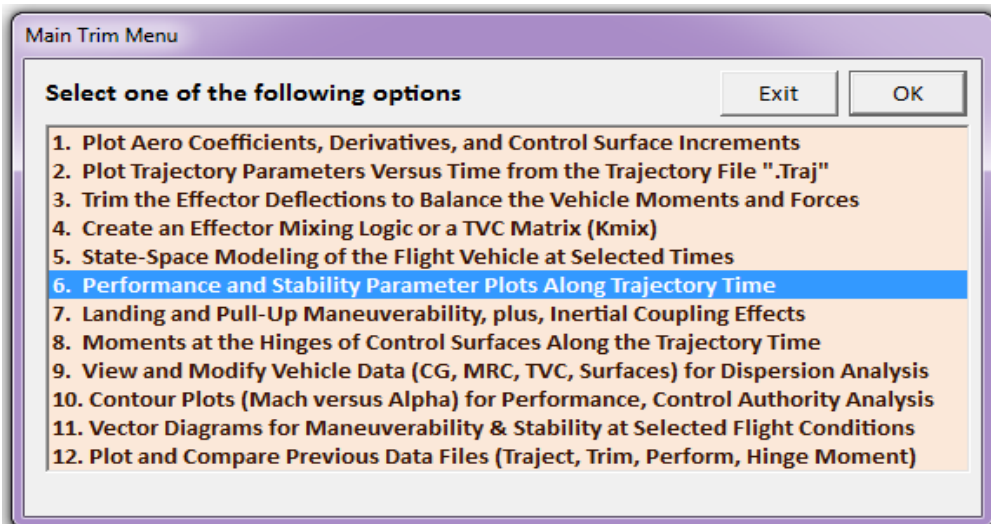 Main Trim Menu
Select one of the following options
Exit
OK
1. Plot Aero Coefficients, Derivatives, and Control Surface Increments
2. Plot Trajectory Parameters Versus Time from the Trajectory File ".Traj"
3. Trim the Effector Deflections to Balance the Vehicle Moments and Forces
4. Create an Effector Mixing Logic or a TVC Matrix (Kmix)
5. State-Space Modeling of the Flight Vehicle at Selected Times
6. Performance and Stability Parameter Plots Along Trajectory Time
7. Landing and Pull-Up Maneuverability, plus, Inertial Coupling Effects
8. Moments at the Hinges of Control Surfaces Along the Trajectory Time
9. View and Modify Vehicle Data (CG, MRC, TVC, Surfaces) for Dispersion Analysis
10. Contour Plots (Mach versus Alpha) for Performance, Control Authority Analysis
11. Vector Diagrams for Maneuverability & Stability at Selected Flight Conditions
12. Plot and Compare Previous Data Files (Traject, Trim, Perform, Hinge Moment)